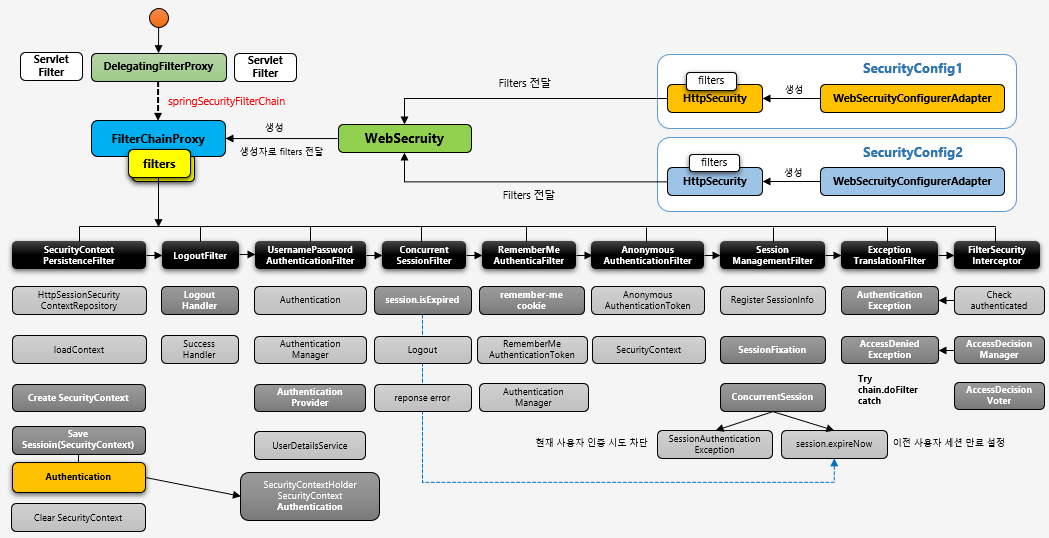 Servlet
Filter
DelegatingFilterProxy
Servlet
Filter
springSecurityFilterChain
FilterChainProxy
filters
생성
생성자로 filters 전달
WebSecruity
Filters 전달
Filters 전달
SecurityConfig1
filters
HttpSecurity
생성
WebSecruityConfigurerAdapter
SecurityConfig2
filters
HttpSecurity
생성
WebSecruityConfigurerAdapter
SecurityContext
PersistenceFilter
LogoutFilter
UsernamePassword
AuthenticationFilter
Concurrent
SessionFilter
RememberMe
AuthenticaFilter
Anonymous
AuthenticationFilter
Session
ManagementFilter
Exception
TranslationFilter
FilterSecurity
Interceptor
HttpSessionSecurity
ContextRepository
Logout
Handler
Authentication
session.isExpired
remember-me
cookie
Anonymous
AuthenticationToken
Register SessionInfo
Authentication
Exception
Check
authenticated
loadContext
Success
Handler
Authentication
Manager
Logout
RememberMe
AuthenticationToken
SecurityContext
SessionFixation
AccessDenied
Exception
AccessDecision
Manager
Create SecurityContext
Authentication
Provider
reponse error
Authentication
Manager
ConcurrentSession
Try
chain.doFilter
catch
AccessDecision
Voter
Save
Sessioin(SecurityContext)
UserDetailsService
현재 사용자 인증 시도 차단
SessionAuthentication
Exception
session.expireNow
이전 사용자 세션 만료 설정
Authentication
SecurityContextHolder
SecurityContext
Authentication
Clear SecurityContext